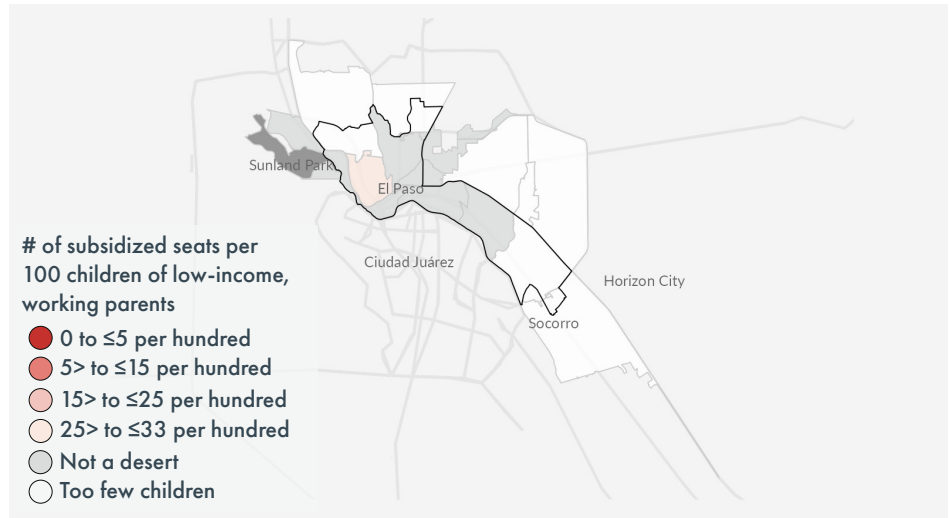 Sunland Park
El Paso
Ciudad Juárez
Horizon City
Socorro
# of subsidized seats per
100 children of low-income,
working parents
0 to ≤5 per hundred
5> to ≤15 per hundred
15> to ≤25 per hundred
25> to ≤33 per hundred
Not a desert
Too few children